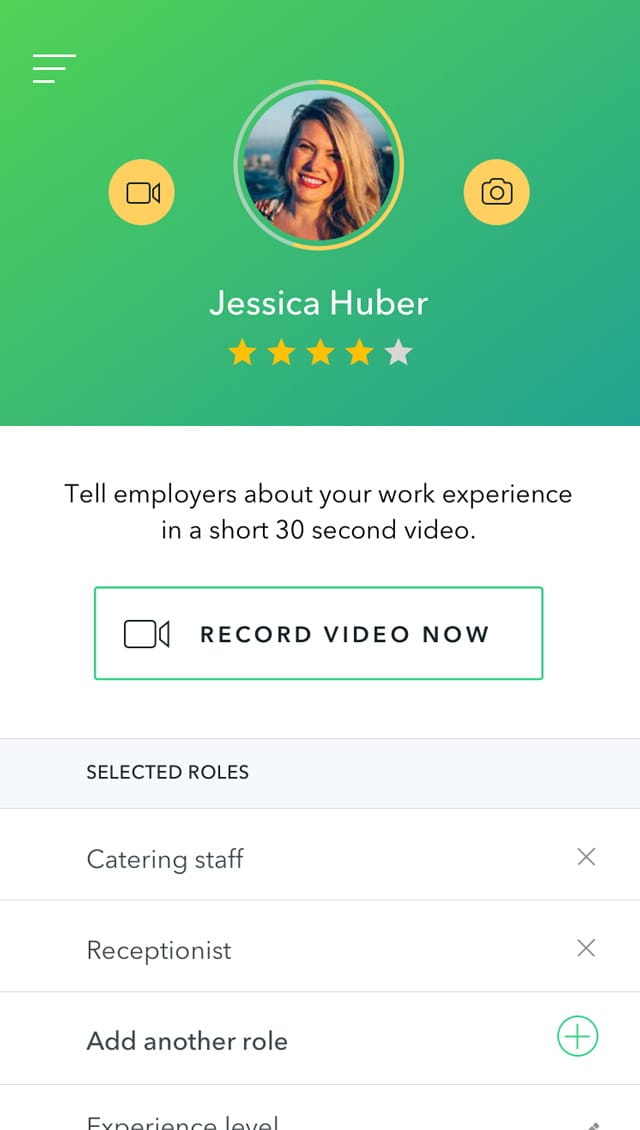 Jessica Huber
Tell employers about your work experience
in a short 30 second video.
RECORD VIDEO NOW
SELECTED ROLES
Catering staff
Receptionist
Add another role
Experience level